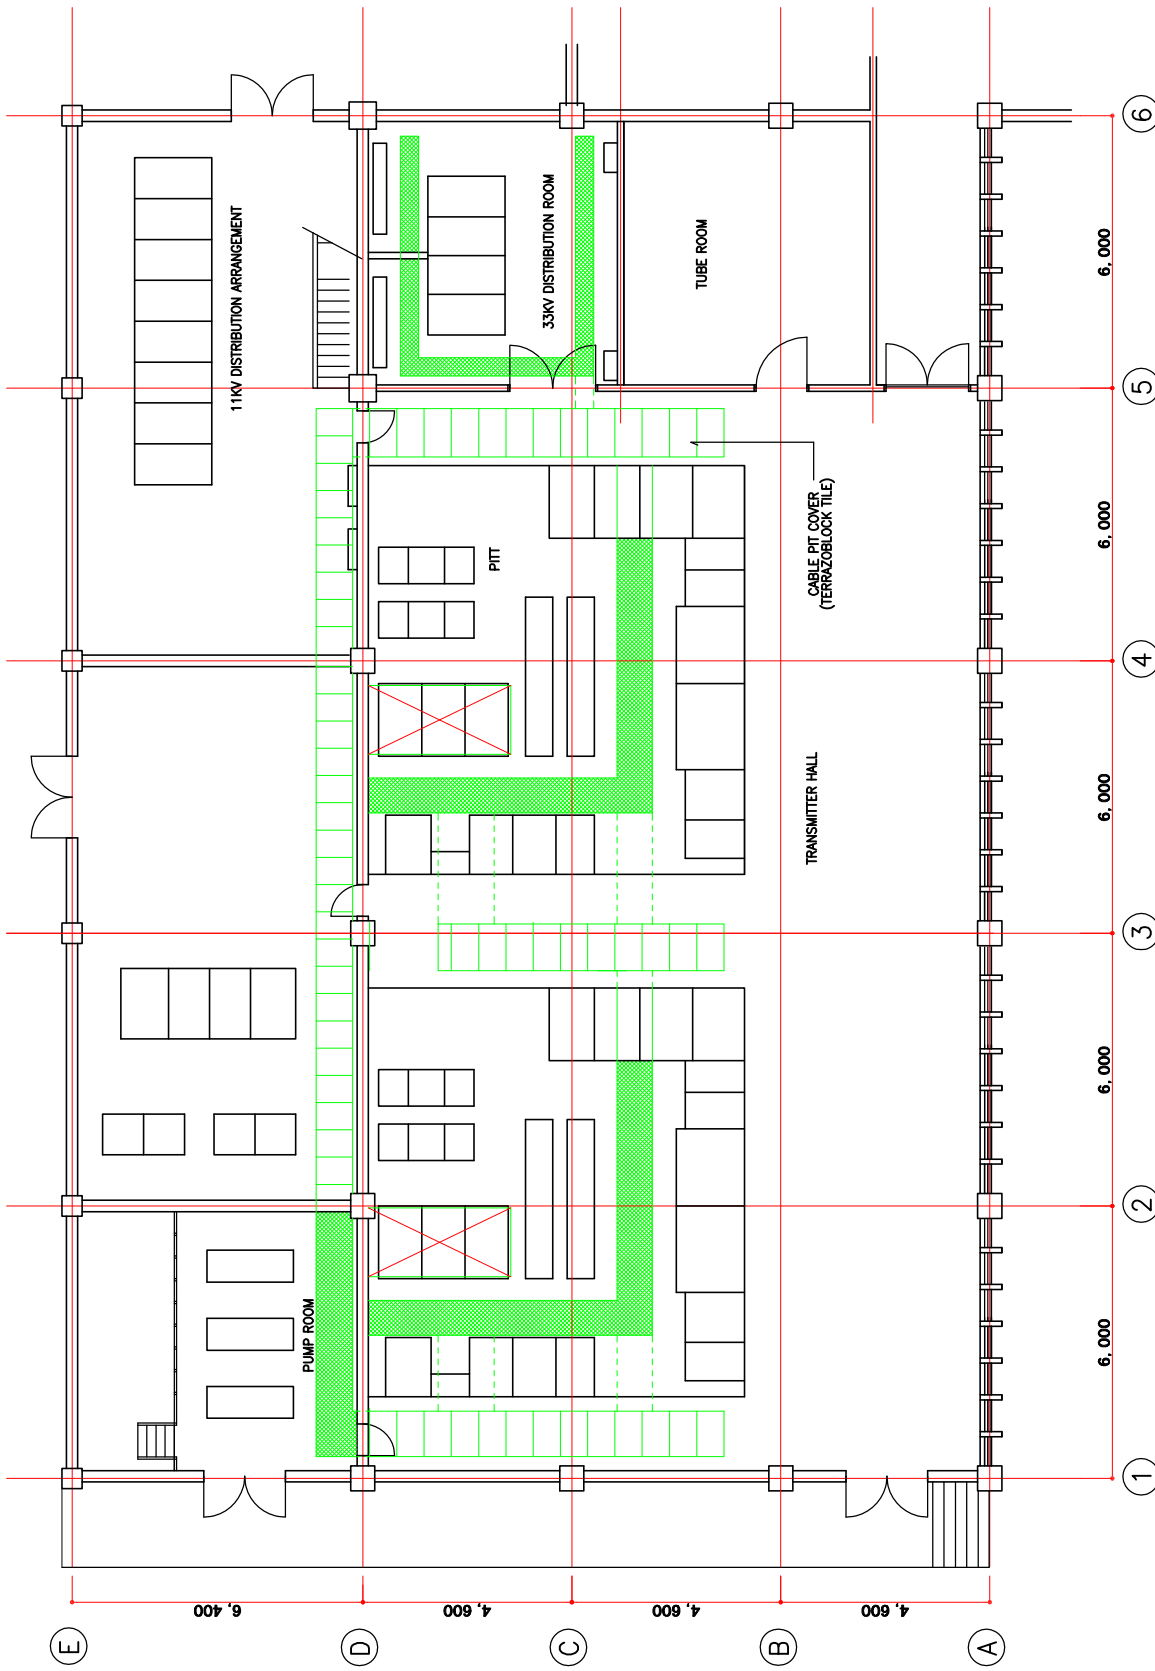 11KV DISTRIBUTION ARRANGEMENT
33KV DISTRIBUTION ROOM
TUBE ROOM
PITT
CABLE PIT COVER
(TERRAZOBLOCK TILE)
TRANSMITTER HALL
PUMP ROOM
6,400
4,600
4,600
4,600
6,000
6,000
6,000
6,000
6,000
E
D
C
B
A
1
2
3
4
5
6